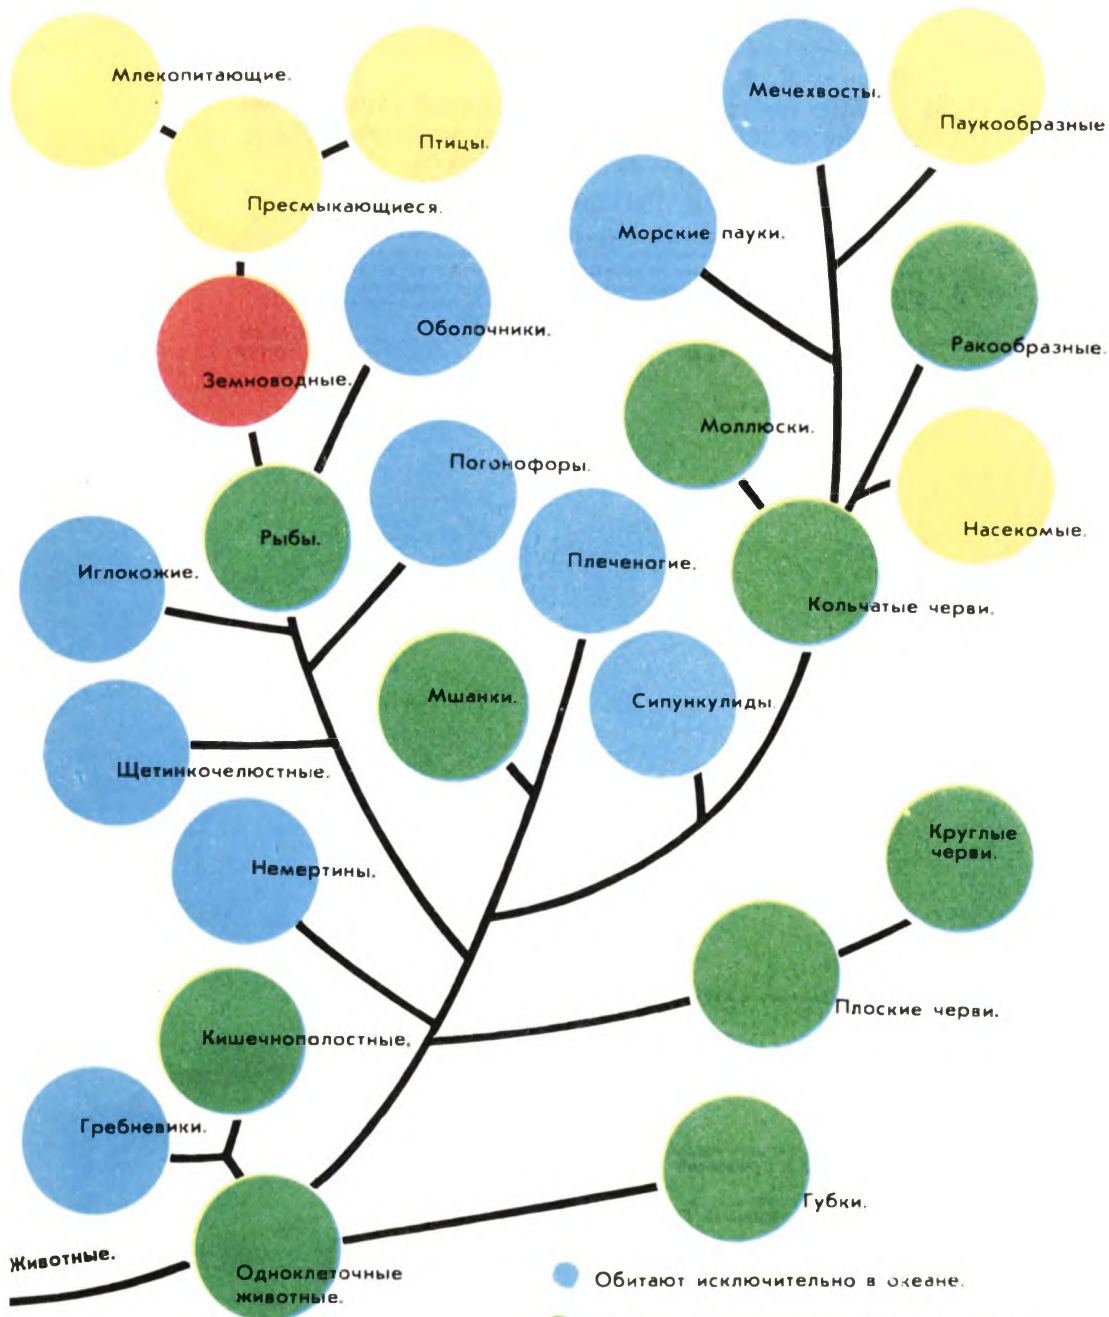 Млекопитающие.
Птицы.
Пресмыкающиеся.
Мечехвосты.
Паукообразные
Морские пауки.
Оболочники.
Ракообразные.
Земноводные.
Моллюски.
Погонофоры.
Насекомые.
Рыбы.
Иглокожие.
Плеченогие.
Кольчатые черви.
Мшанки.
Сипункулиды.
Щетинкочелюстные.
Круглые
черви.
Немертины.
Плоские черви.
Кишечнополостные.
Гребневики.
Губки.
Животные.
Одноклеточные
животные.
Обитают исключительно в океане.